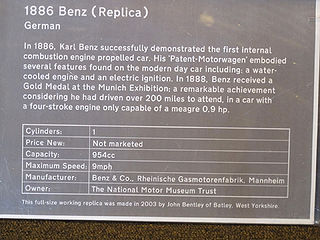 1886 Benz (Replica)
German
In 1886, Karl Benz successfully demonstrated the first internal
combustion engine propelled car. His 'Patent-Motorwagen' embodied
several features found on the modern day car including; a water-
cooled engine and an electric ignition. In 1888, Benz received a
Gold Medal at the Munich Exhibition; a remarkable achievement
considering he had driven over 200 miles to attend, in a car with
a four-stroke engine only capable of a meagre 0.9 hp.
Cylinders: 1
Price New: Not marketed
Capacity: 954cc
Maximum Speed: 9mph
Manufacturer: Benz & Co., Rheinische Gasmotorenfabrik, Mannheim
Owner: The National Motor Museum Trust
This full-size working replica was made in 2003 by John Bentley of Batley, West Yorkshire.